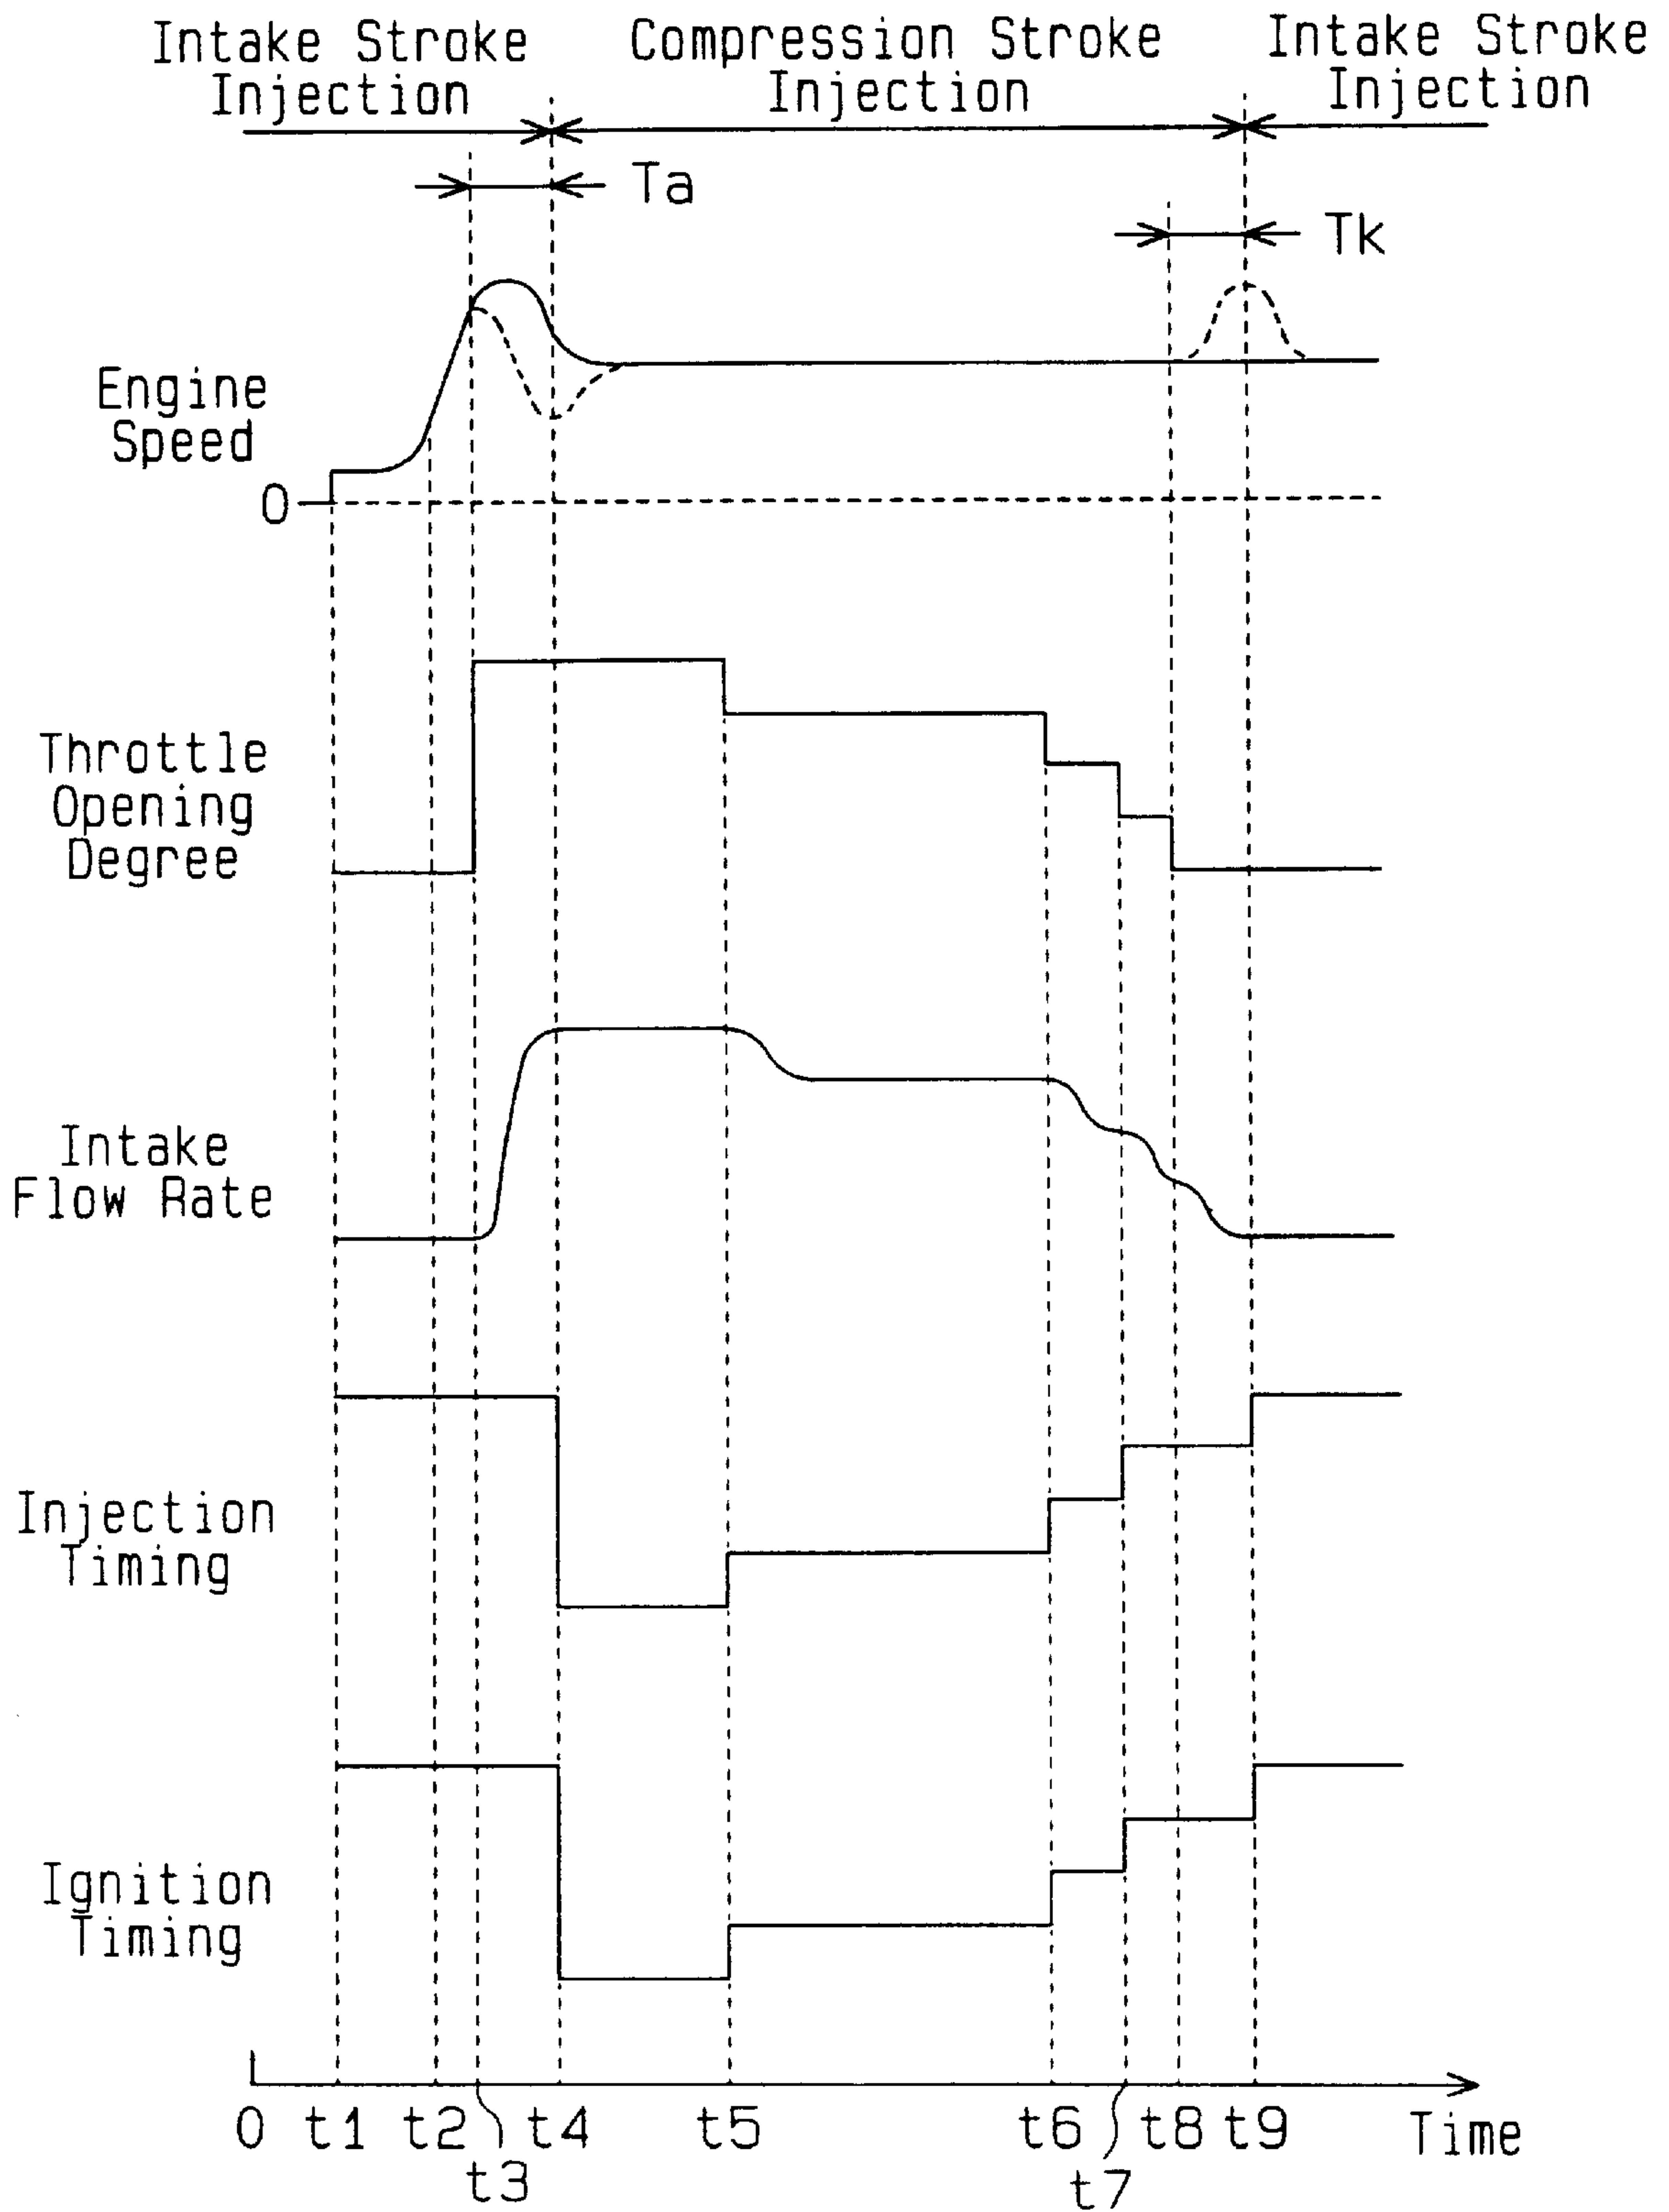 Intake Stroke
Injection
Compression Stroke
Injection
Intake Stroke
Injection
Ta
Tk
Engine
Speed
0
Throttle
Opening
Degree
Intake
Flow Rate
Injection
Timing
Ignition
Timing
0 t1 t2 t4 t5 t6 t8 t9 Time
t3 t7